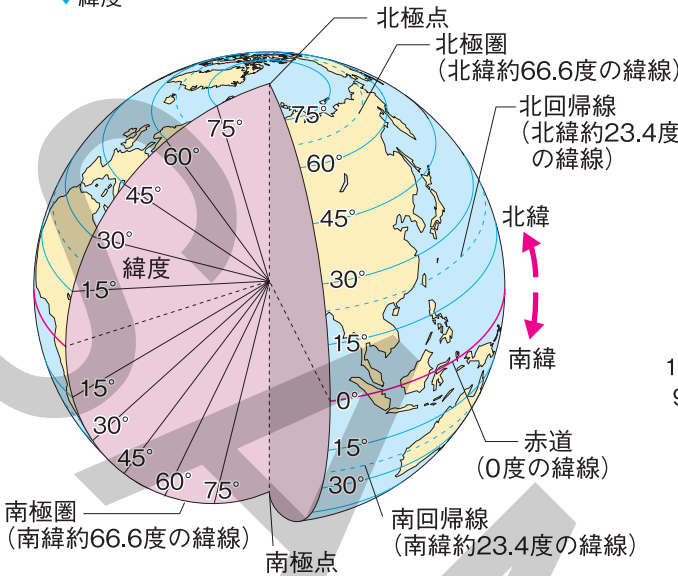 緯度
北極点
北極圏
(北緯約66.6度の緯線)
北回帰線
(北緯約23.4度
の緯線)
75°
75°
60°
60°
45°
45°
北緯
30°
緯度
30°
15°
15°
南緯
0°
15°
15°
30°
30°
45°
60°
75°
赤道
(0度の緯線)
南極圏
(南緯約66.6度の緯線)
南回帰線
(南緯約23.4度の緯線)
南極点
1
9